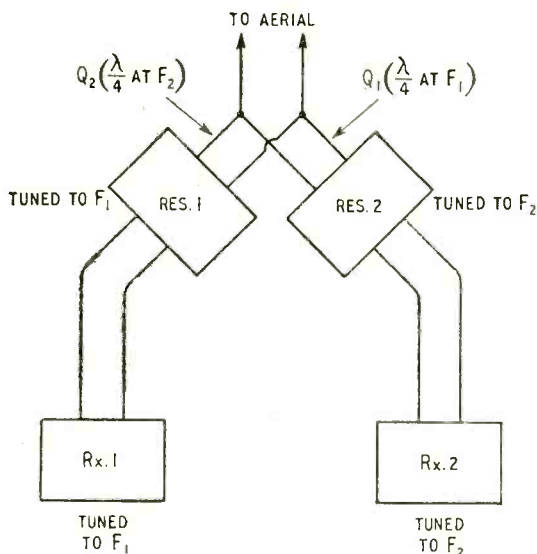 TO AERIAL
Q₂(λ/4 AT F₂)
Q₁(λ/4 AT F₁)
TUNED TO F₁
RES. 1
RES. 2
TUNED TO F₂
Rx. 1
Rx. 2
TUNED
TO F₁
TUNED
TO F₂